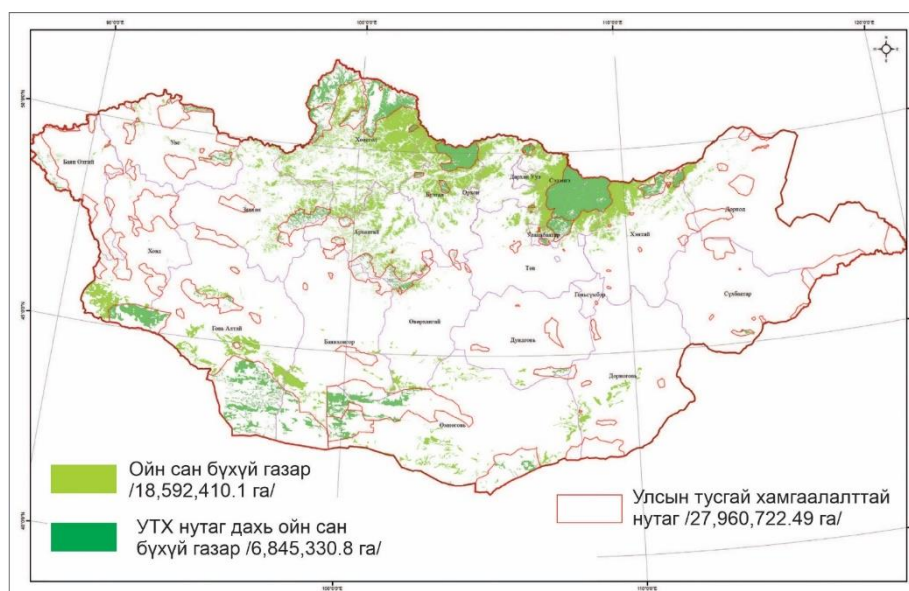 Баян Өлгий
Увс
Ховд
Завхан
Хөвсгөл
Булган
Орхон
Дархан Уул
Сэлэнгэ
Архангай
Улаанбаатар
Төв
Хэнтий
Дорнод
Говьсүмбэр
Сүхбаатар
Говь Алтай
Баянхонгор
Өвөрхангай
Дундговь
Дорноговь
Өмнөговь
Ойн сан бүхүй газар
/18,592,410.1 га/
УТХ нутаг дахь ойн сан
бүхүй газар /6,845,330.8 га/
Улсын тусгай хамгаалалттай
нутаг /27,960,722.49 га/